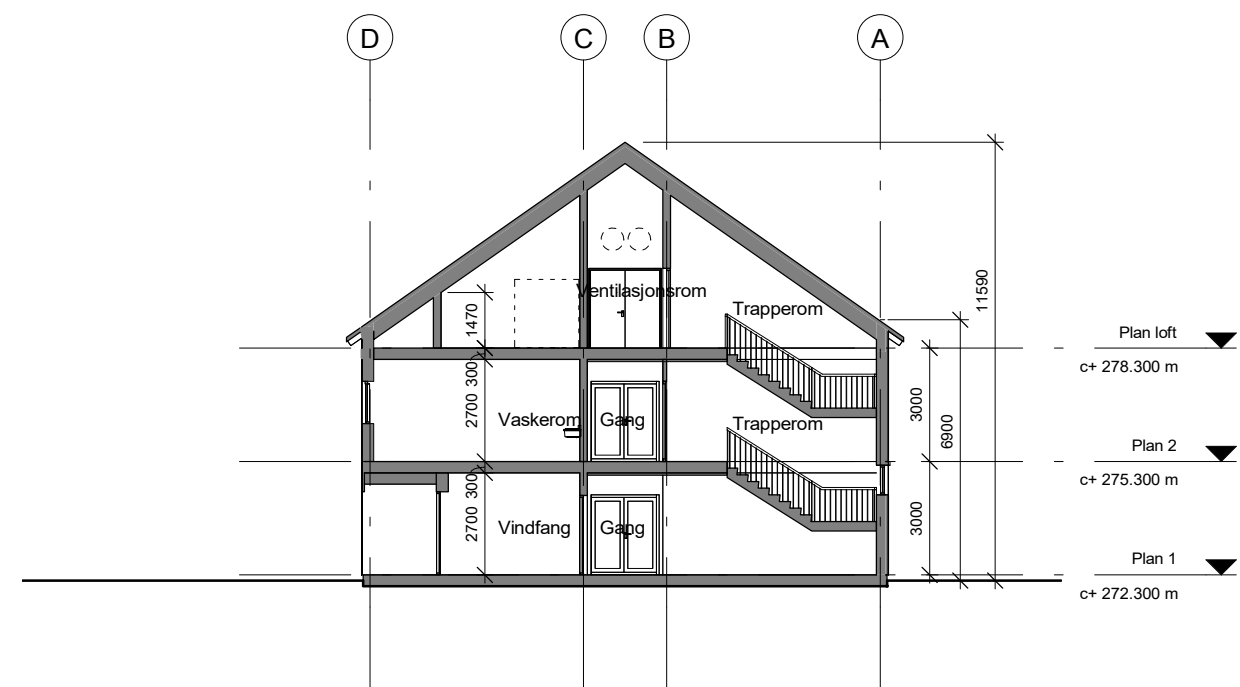 D
C
B
A
11590
Ventilasjonsrom
Trapperom
1470
Plan loft
c+ 278.300 m
300
2700
Vaskerom
Gang
Trapperom
3000
6900
Plan 2
c+ 275.300 m
300
2700
Vindfang
Gang
3000
Plan 1
c+ 272.300 m